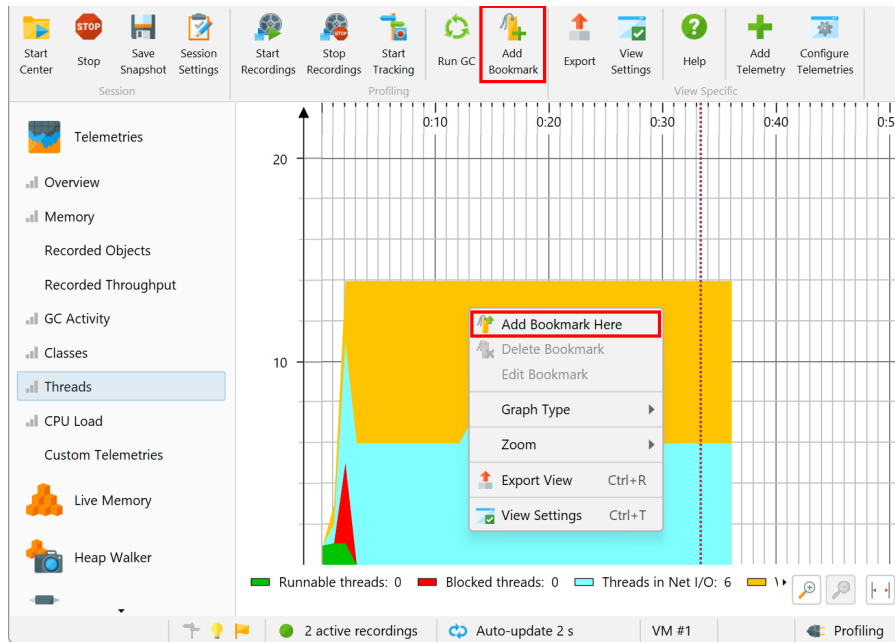 STOP
STOP
Start Center
Stop
Save Snapshot
Session Settings
Start Recordings
Stop Recordings
Start Tracking
Run GC
Add Bookmark
Export
View Settings
Help
Add Telemetry
Configure Telemetries
Session
Profiling
View Specific
Telemetries
Overview
Memory
Recorded Objects
Recorded Throughput
GC Activity
Classes
Threads
CPU Load
Custom Telemetries
Live Memory
Heap Walker
0:10
0:20
0:30
0:40
0:5
20
10
Add Bookmark Here
Delete Bookmark
Edit Bookmark
Graph Type
Zoom
Export View Ctrl+R
View Settings Ctrl+T
Runnable threads: 0
Blocked threads: 0
Threads in Net I/O: 6
2 active recordings
Auto-update 2 s
VM #1
Profiling